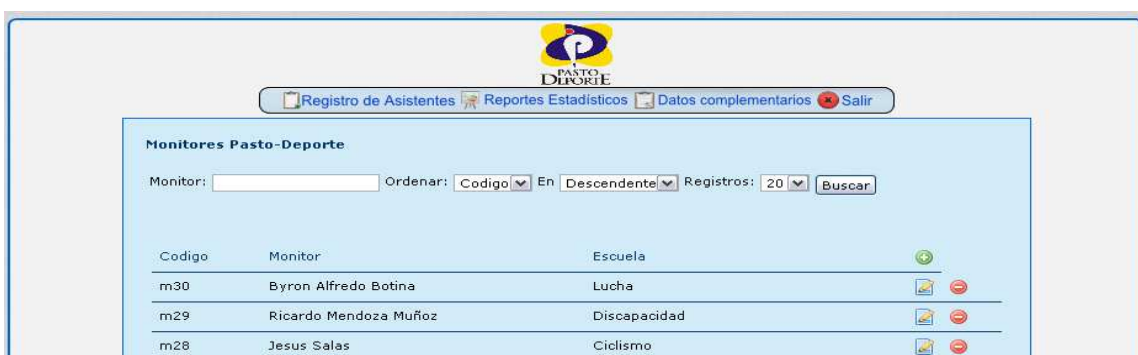 PASTO
DEPORTE
Registro de Asistentes Reportes Estadísticos Datos complementarios Salir
Monitores Pasto-Deporte
Monitor: Ordenar: Codigo En Descendente Registros: 20 Buscar
Codigo Monitor Escuela
m30 Byron Alfredo Botina Lucha
m29 Ricardo Mendoza Muñoz Discapacidad
m28 Jesus Salas Ciclismo